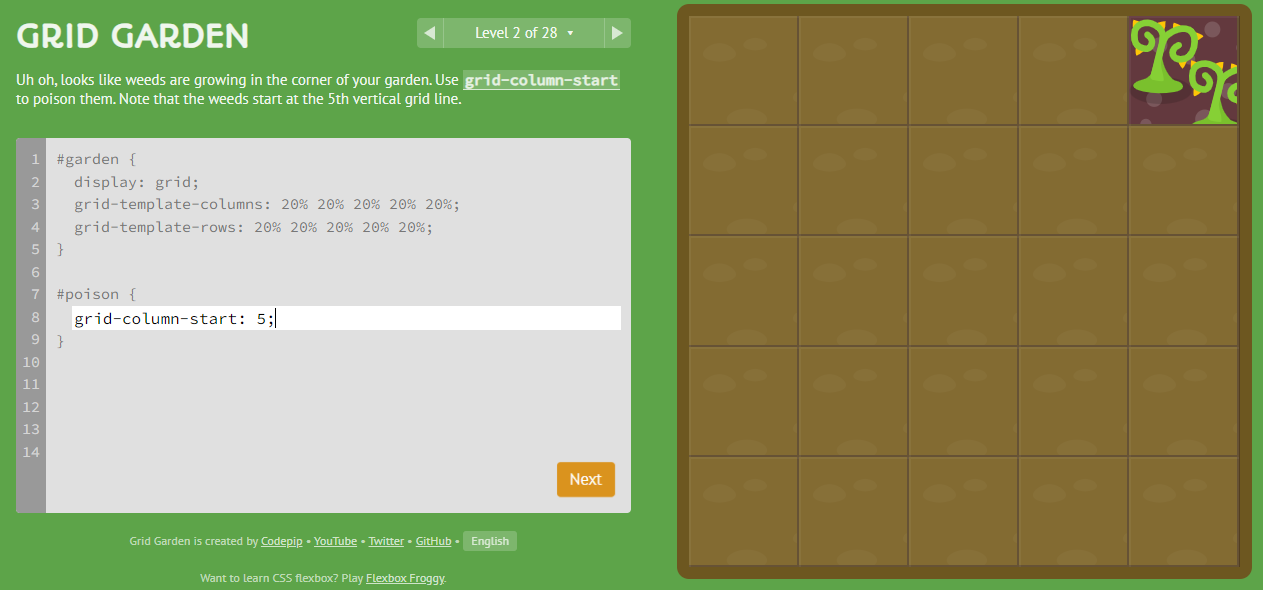 GRID GARDEN
◀ Level 2 of 28 ▾ ▶
Uh oh, looks like weeds are growing in the corner of your garden. Use grid-column-start
to poison them. Note that the weeds start at the 5th vertical grid line.
1 #garden {
2 display: grid;
3 grid-template-columns: 20% 20% 20% 20% 20%;
4 grid-template-rows: 20% 20% 20% 20% 20%;
5 }
6
7 #poison {
8 grid-column-start: 5;
9 }
10
11
12
13
14
Next
Grid Garden is created by Codepip • YouTube • Twitter • GitHub • English
Want to learn CSS flexbox? Play Flexbox Froggy.